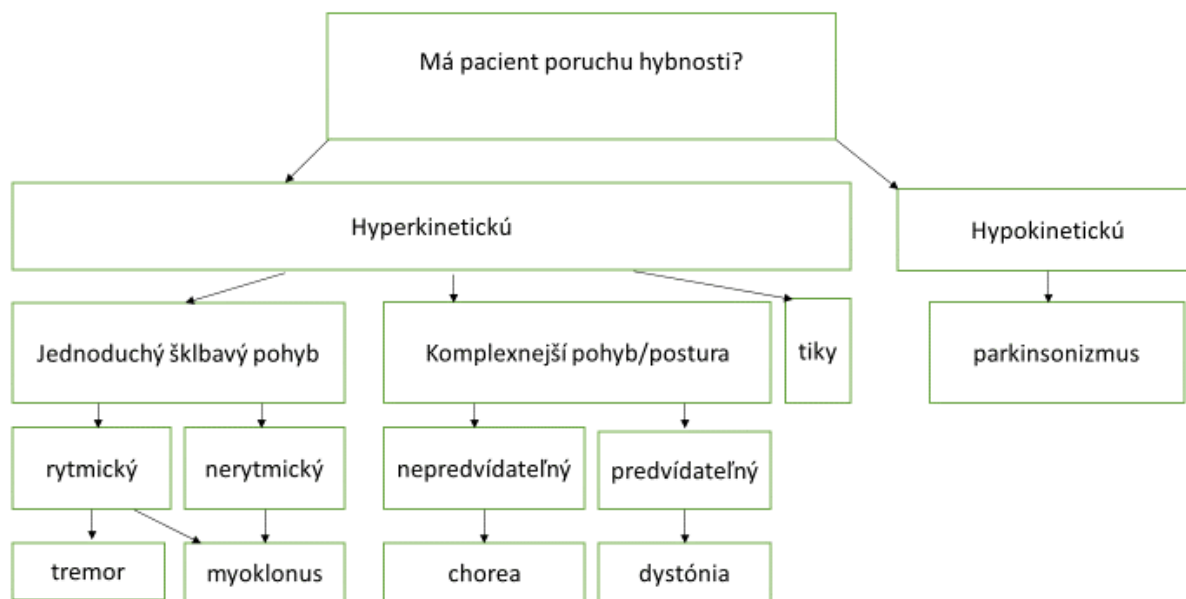 Má pacient poruchu hybnosti?
Hyperkinetickú
Hypokinetickú
Jednoduchý šklbavý pohyb
Komplexnejší pohyb/postura
tiky
parkinsonizmus
rytmický
nerytmický
nepredvídateľný
predvídateľný
tremor
myoklonus
chorea
dystónia